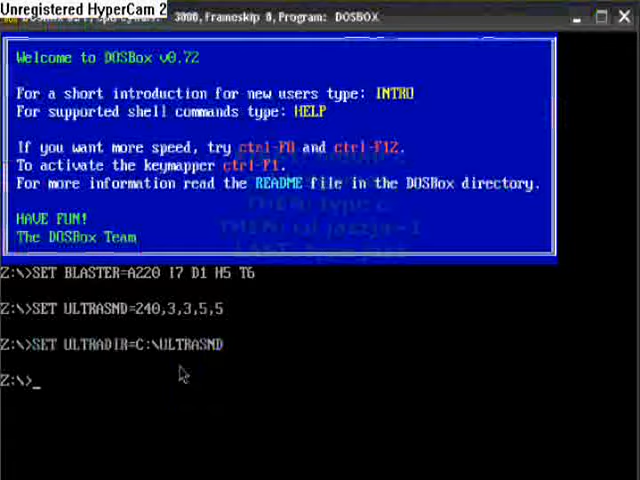 Unregistered HyperCam 2
3000, Frameskip 0, Program: DOSBOX
Welcome to DOSBox v0.72
For a short introduction for new users type: INTRO
For supported shell commands type: HELP
If you want more speed, try ctrl-F8 and ctrl-F12.
To activate the keymapper ctrl-F1.
For more information read the README file in the DOSBox directory.
HAVE FUN!
The DOSBox Team
Z:\>SET BLASTER=A220 I7 D1 H5 T6
Z:\>SET ULTRASND=240,3,3,5,5
Z:\>SET ULTRADIR=C:\ULTRASND
Z:\>_